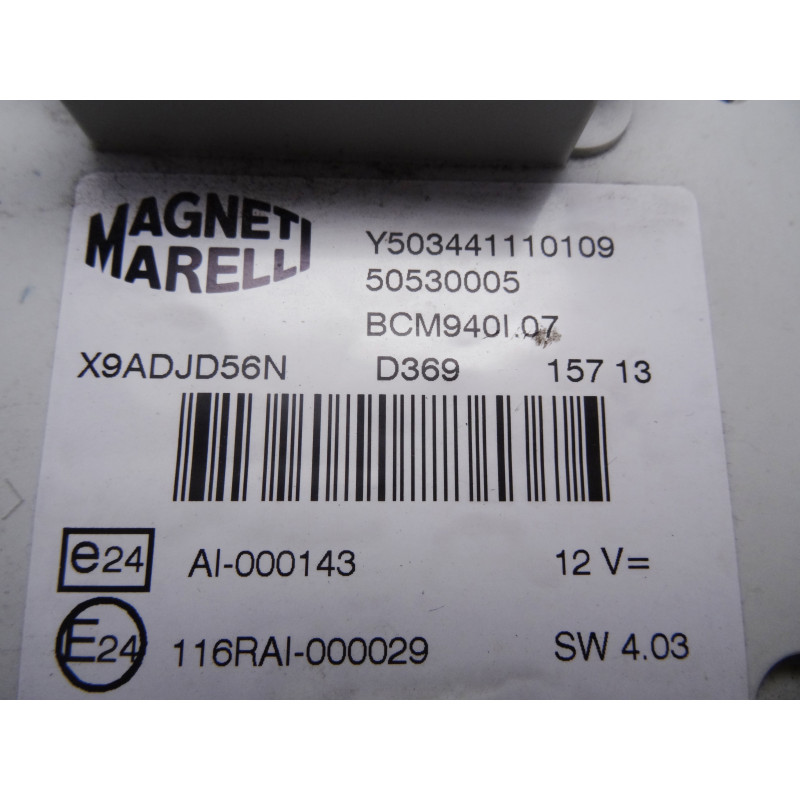 MAGNETI
MARELLI
Y503441110109
50530005
BCM940I.07
X9ADJD56N D369 157 13
e24 AI-000143 12 V=
E24 116RAI-000029 SW 4.03